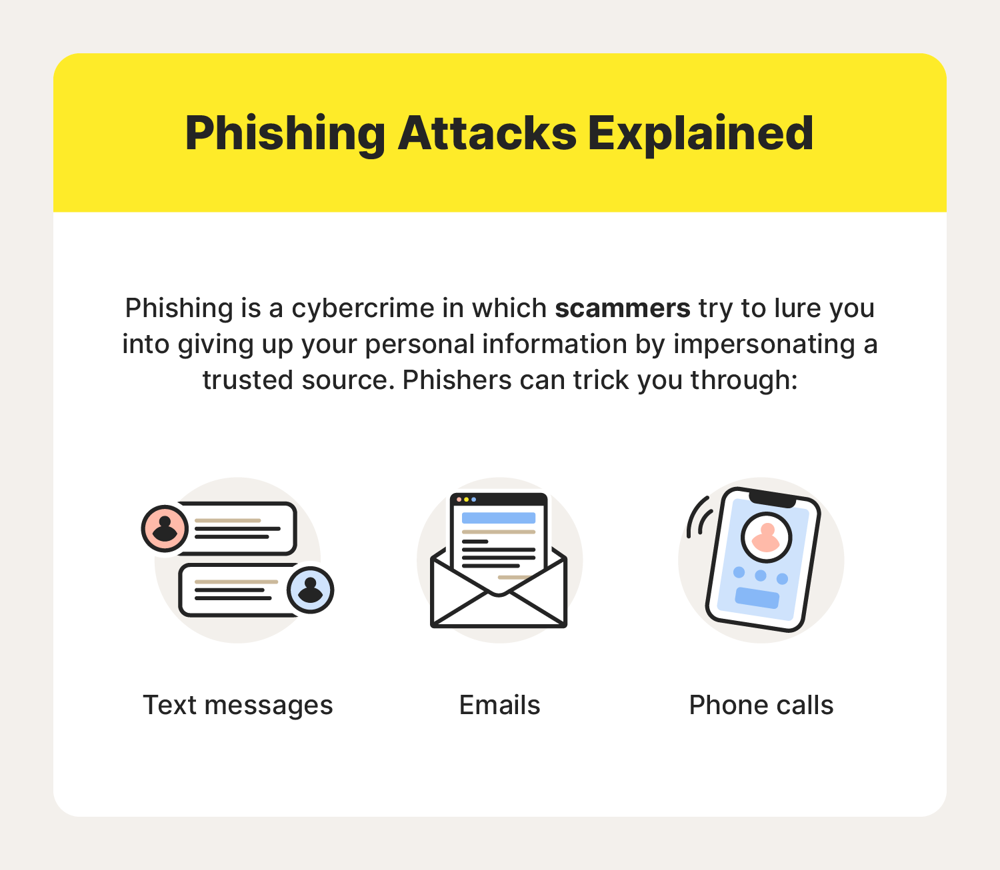 Phishing Attacks Explained
Phishing is a cybercrime in which scammers try to lure you
into giving up your personal information by impersonating a
trusted source. Phishers can trick you through:
Text messages
Emails
Phone calls